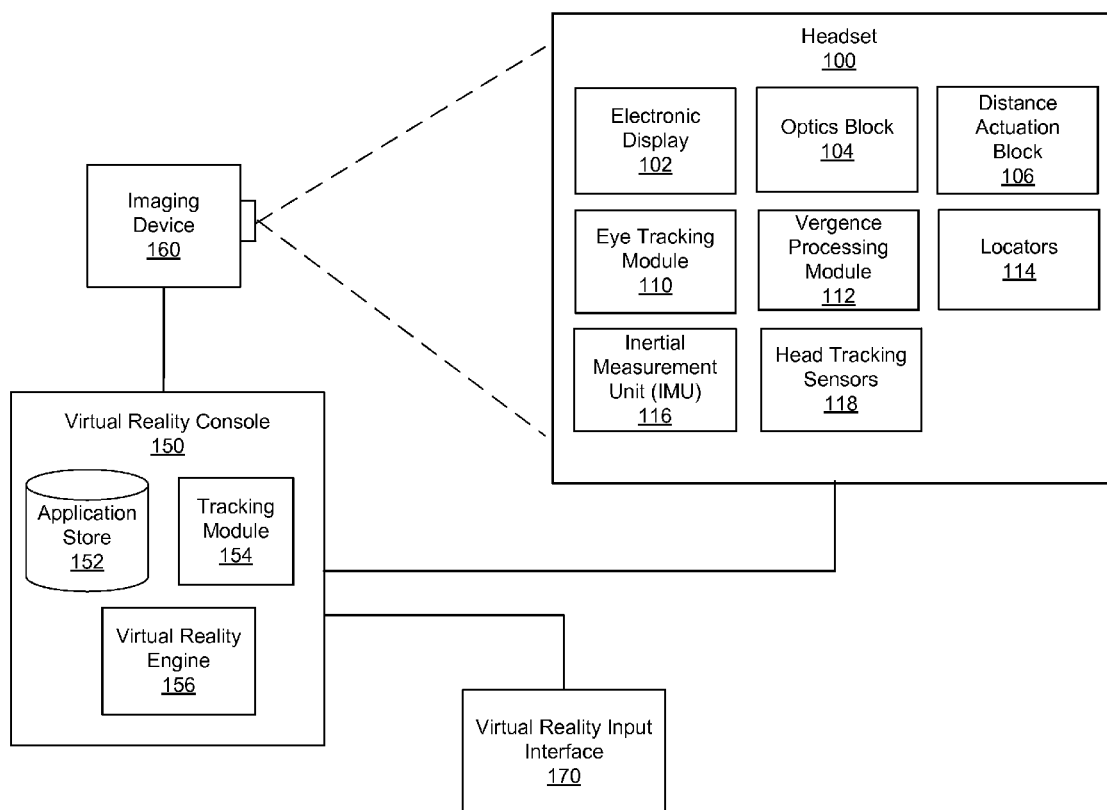 Headset
100
Electronic
Display
102
Optics Block
104
Distance
Actuation
Block
106
Eye Tracking
Module
110
Vergence
Processing
Module
112
Locators
114
Inertial
Measurement
Unit (IMU)
116
Head Tracking
Sensors
118
Imaging
Device
160
Virtual Reality Console
150
Application
Store
152
Tracking
Module
154
Virtual Reality
Engine
156
Virtual Reality Input
Interface
170